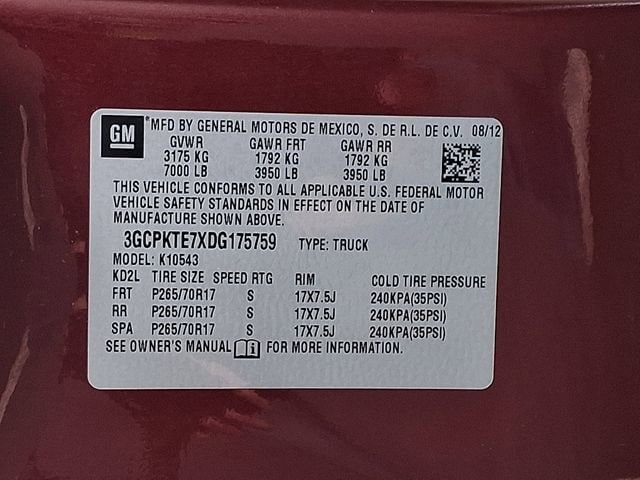 GM MFD BY GENERAL MOTORS DE MEXICO, S. DE R.L. DE C.V. 08/12
GVWR GAWR FRT GAWR RR
3175 KG 1792 KG 1792 KG
7000 LB 3950 LB 3950 LB
THIS VEHICLE CONFORMS TO ALL APPLICABLE U.S. FEDERAL MOTOR
VEHICLE SAFETY STANDARDS IN EFFECT ON THE DATE OF
MANUFACTURE SHOWN ABOVE.
3GCPKTE7XDG175759 TYPE: TRUCK
MODEL: K10543
KD2L TIRE SIZE SPEED RTG RIM COLD TIRE PRESSURE
FRT P265/70R17 S 17X7.5J 240KPA(35PSI)
RR P265/70R17 S 17X7.5J 240KPA(35PSI)
SPA P265/70R17 S 17X7.5J 240KPA(35PSI)
SEE OWNER'S MANUAL FOR MORE INFORMATION.